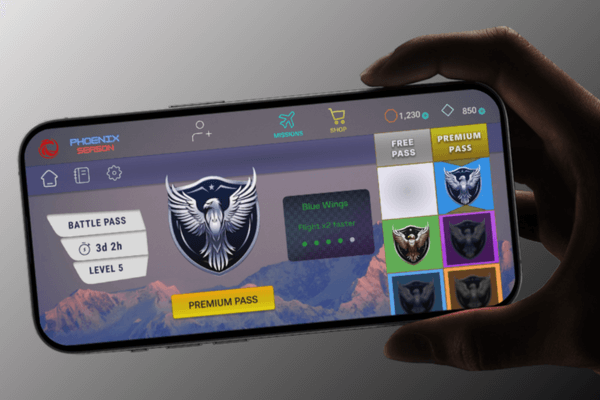 PHOENIX
SEASON
MISSIONS
SHOP
1,230
850
BATTLE PASS
3d 2h
LEVEL 5
PREMIUM PASS
Blue Wings
Flight x2 faster
FREE
PASS
PREMIUM
PASS